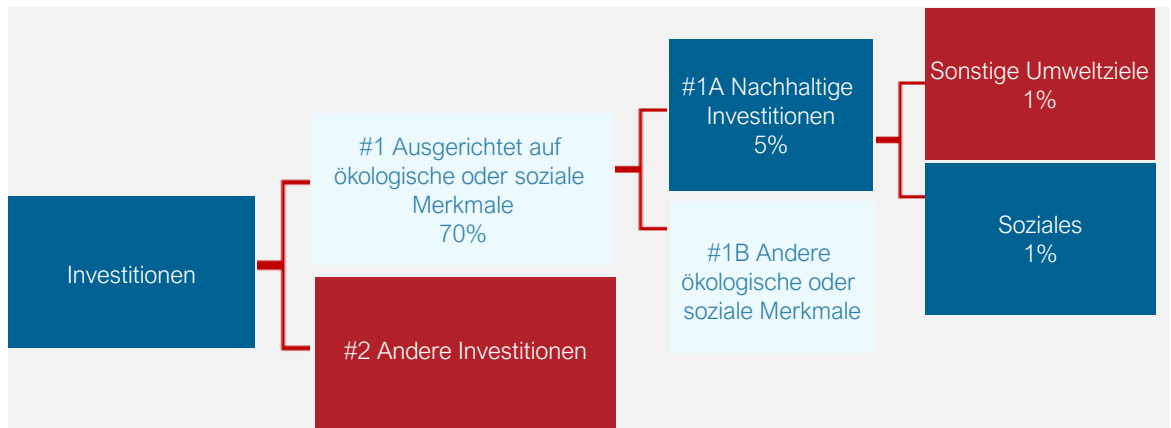 Investitionen
#1 Ausgerichtet auf
ökologische oder soziale
Merkmale
70%
#2 Andere Investitionen
#1A Nachhaltige
Investitionen
5%
#1B Andere
ökologische oder
soziale Merkmale
Sonstige Umweltziele
1%
Soziales
1%